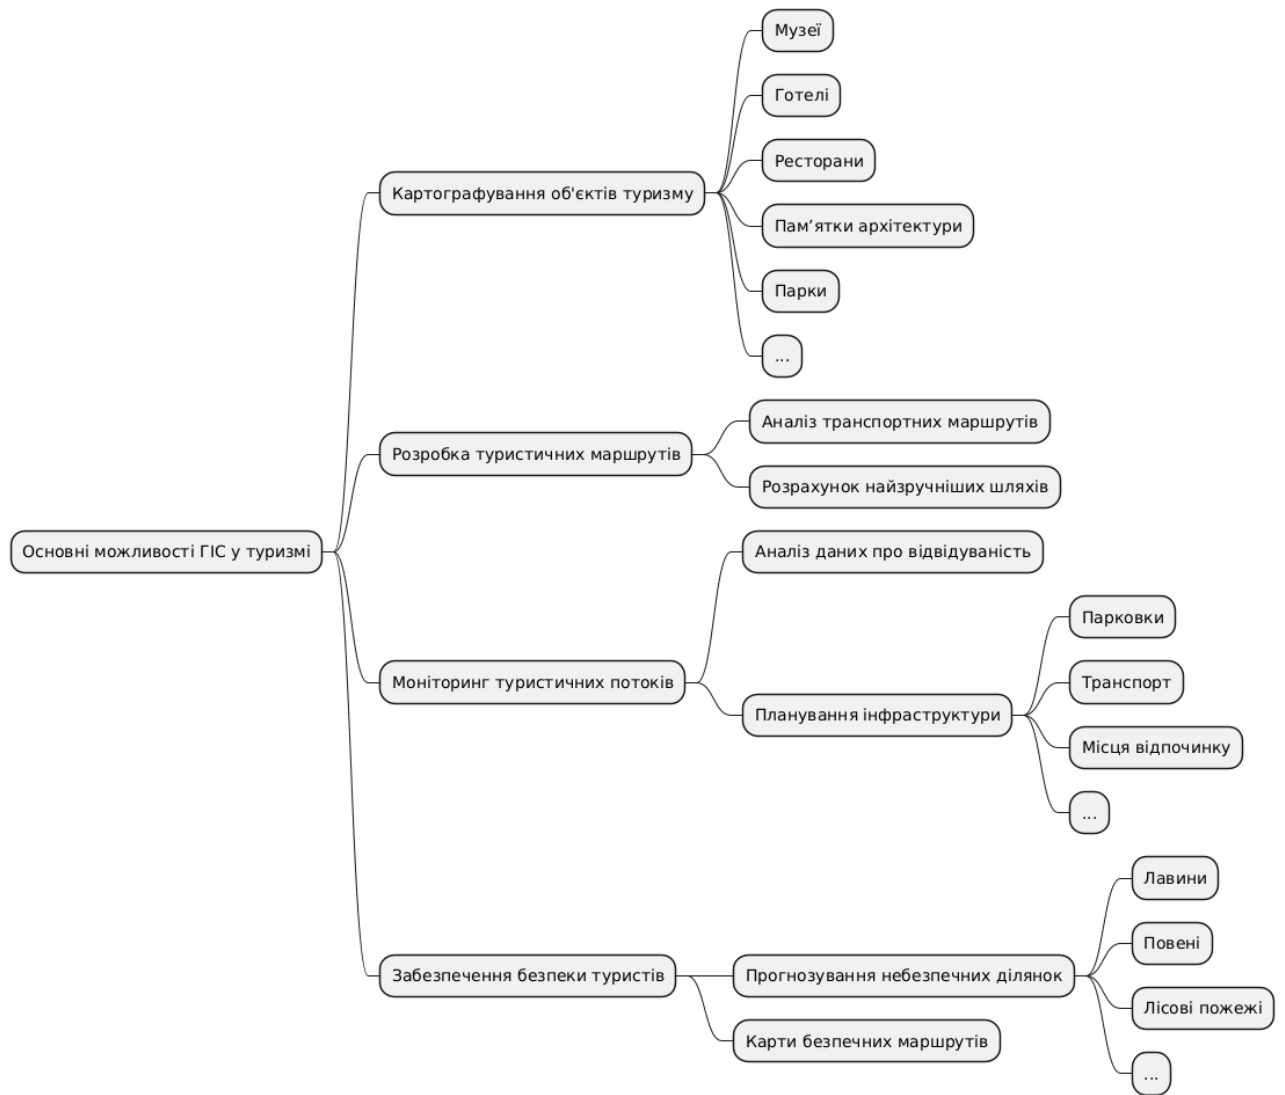 Основні можливості ГІС у туризмі
Картографування об'єктів туризму
Музеї
Готелі
Ресторани
Пам’ятки архітектури
Парки
...
Розробка туристичних маршрутів
Аналіз транспортних маршрутів
Розрахунок найзручніших шляхів
Моніторинг туристичних потоків
Аналіз даних про відвідуваність
Планування інфраструктури
Парковки
Транспорт
Місця відпочинку
...
Забезпечення безпеки туристів
Прогнозування небезпечних ділянок
Лавини
Повені
Лісові пожежі
...
Карти безпечних маршрутів